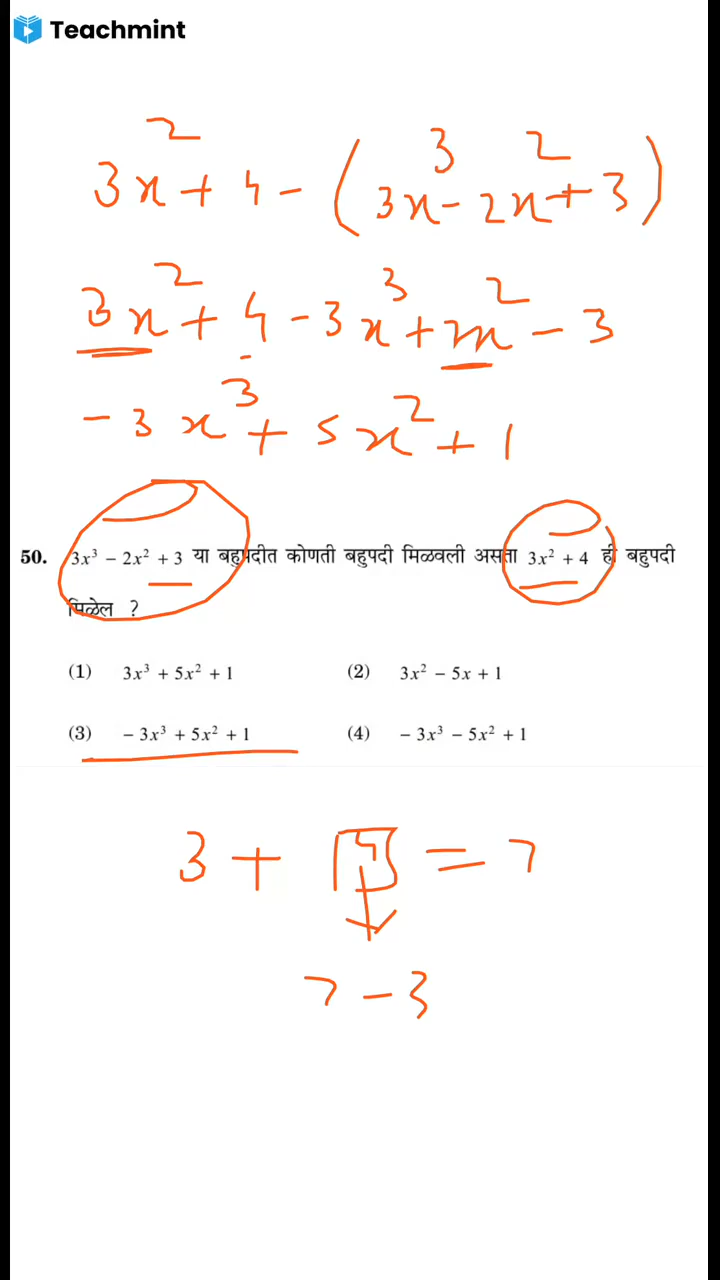 Teachmint
3x² + 4 - (3x³ - 2x² + 3)
3x² + 4 - 3x³ + 2x² - 3
- 3x³ + 5x² + 1
50. 3x³ – 2x² + 3 या बहुपदीत कोणती बहुपदी मिळवली असता 3x² + 4 ही बहुपदी
मिळेल ?
(1) 3x³ + 5x² + 1 (2) 3x² – 5x + 1
(3) – 3x³ + 5x² + 1 (4) – 3x³ – 5x² + 1
3 + 4 = 7
7 - 3